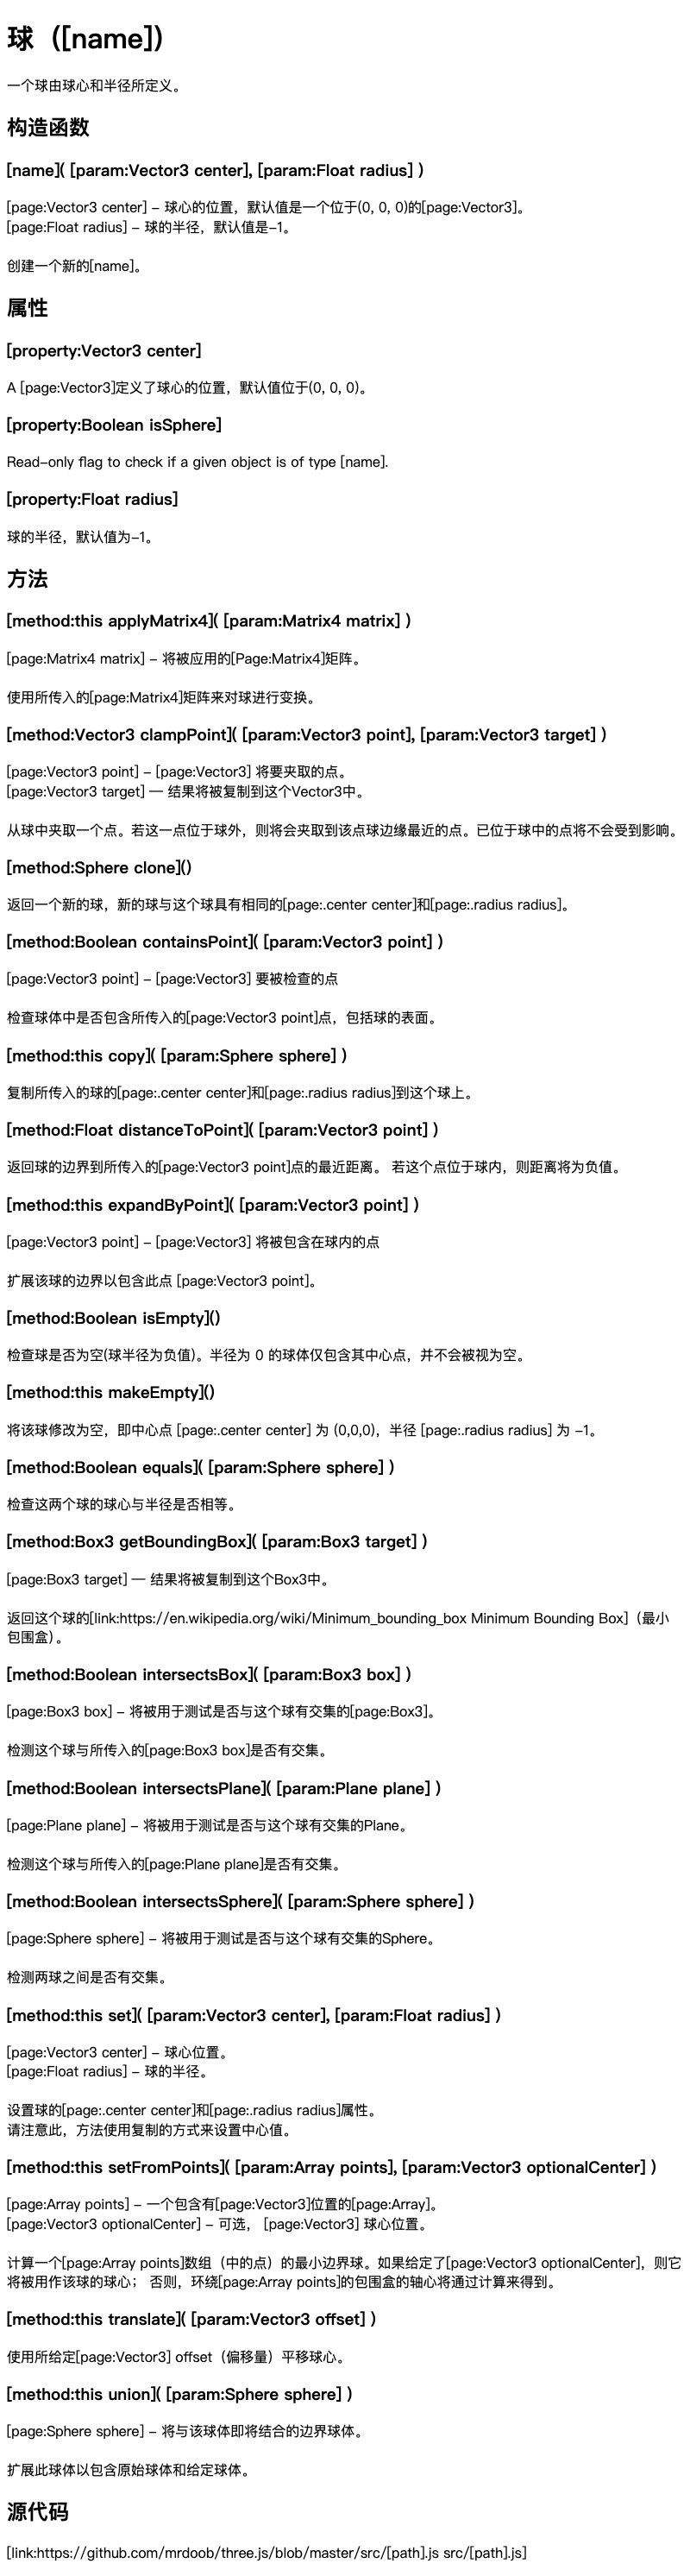 球（[name]）
一个球由球心和半径所定义。
构造函数
[name]( [param:Vector3 center], [param:Float radius] )
[page:Vector3 center] - 球心的位置，默认值是一个位于(0, 0, 0)的[page:Vector3]。
[page:Float radius] - 球的半径，默认值是-1。
创建一个新的[name]。
属性
[property:Vector3 center]
A [page:Vector3]定义了球心的位置，默认值位于(0, 0, 0)。
[property:Boolean isSphere]
Read-only flag to check if a given object is of type [name].
[property:Float radius]
球的半径，默认值为-1。
方法
[method:this applyMatrix4]( [param:Matrix4 matrix] )
[page:Matrix4 matrix] - 将被应用的[Page:Matrix4]矩阵。
使用所传入的[page:Matrix4]矩阵来对球进行变换。
[method:Vector3 clampPoint]( [param:Vector3 point], [param:Vector3 target] )
[page:Vector3 point] - [page:Vector3] 将要夹取的点。
[page:Vector3 target] — 结果将被复制到这个Vector3中。
从球中夹取一个点。若这一点位于球外，则将会夹取到该点球边缘最近的点。已位于球中的点将不会受到影响。
[method:Sphere clone]()
返回一个新的球，新的球与这个球具有相同的[page:.center center]和[page:.radius radius]。
[method:Boolean containsPoint]( [param:Vector3 point] )
[page:Vector3 point] - [page:Vector3] 要被检查的点
检查球体中是否包含所传入的[page:Vector3 point]点，包括球的表面。
[method:this copy]( [param:Sphere sphere] )
复制所传入的球的[page:.center center]和[page:.radius radius]到这个球上。
[method:Float distanceToPoint]( [param:Vector3 point] )
返回球的边界到所传入的[page:Vector3 point]点的最近距离。 若这个点位于球内，则距离将为负值。
[method:this expandByPoint]( [param:Vector3 point] )
[page:Vector3 point] - [page:Vector3] 将被包含在球内的点
扩展该球的边界以包含此点 [page:Vector3 point]。
[method:Boolean isEmpty]()
检查球是否为空(球半径为负值)。半径为 0 的球体仅包含其中心点，并不会被视为空。
[method:this makeEmpty]()
将该球修改为空，即中心点 [page:.center center] 为 (0,0,0)，半径 [page:.radius radius] 为 -1。
[method:Boolean equals]( [param:Sphere sphere] )
检查这两个球的球心与半径是否相等。
[method:Box3 getBoundingBox]( [param:Box3 target] )
[page:Box3 target] — 结果将被复制到这个Box3中。
返回这个球的[link:https://en.wikipedia.org/wiki/Minimum_bounding_box Minimum Bounding Box]（最小
包围盒）。
[method:Boolean intersectsBox]( [param:Box3 box] )
[page:Box3 box] - 将被用于测试是否与这个球有交集的[page:Box3]。
检测这个球与所传入的[page:Box3 box]是否有交集。
[method:Boolean intersectsPlane]( [param:Plane plane] )
[page:Plane plane] - 将被用于测试是否与这个球有交集的Plane。
检测这个球与所传入的[page:Plane plane]是否有交集。
[method:Boolean intersectsSphere]( [param:Sphere sphere] )
[page:Sphere sphere] - 将被用于测试是否与这个球有交集的Sphere。
检测两球之间是否有交集。
[method:this set]( [param:Vector3 center], [param:Float radius] )
[page:Vector3 center] - 球心位置。
[page:Float radius] - 球的半径。
设置球的[page:.center center]和[page:.radius radius]属性。
请注意此，方法使用复制的方式来设置中心值。
[method:this setFromPoints]( [param:Array points], [param:Vector3 optionalCenter] )
[page:Array points] - 一个包含有[page:Vector3]位置的[page:Array]。
[page:Vector3 optionalCenter] - 可选， [page:Vector3] 球心位置。
计算一个[page:Array points]数组（中的点）的最小边界球。如果给定了[page:Vector3 optionalCenter]，则它
将被用作该球的球心； 否则，环绕[page:Array points]的包围盒的轴心将通过计算来得到。
[method:this translate]( [param:Vector3 offset] )
使用所给定[page:Vector3] offset（偏移量）平移球心。
[method:this union]( [param:Sphere sphere] )
[page:Sphere sphere] - 将与该球体即将结合的边界球体。
扩展此球体以包含原始球体和给定球体。
源代码
[link:https://github.com/mrdoob/three.js/blob/master/src/[path].js src/[path].js]